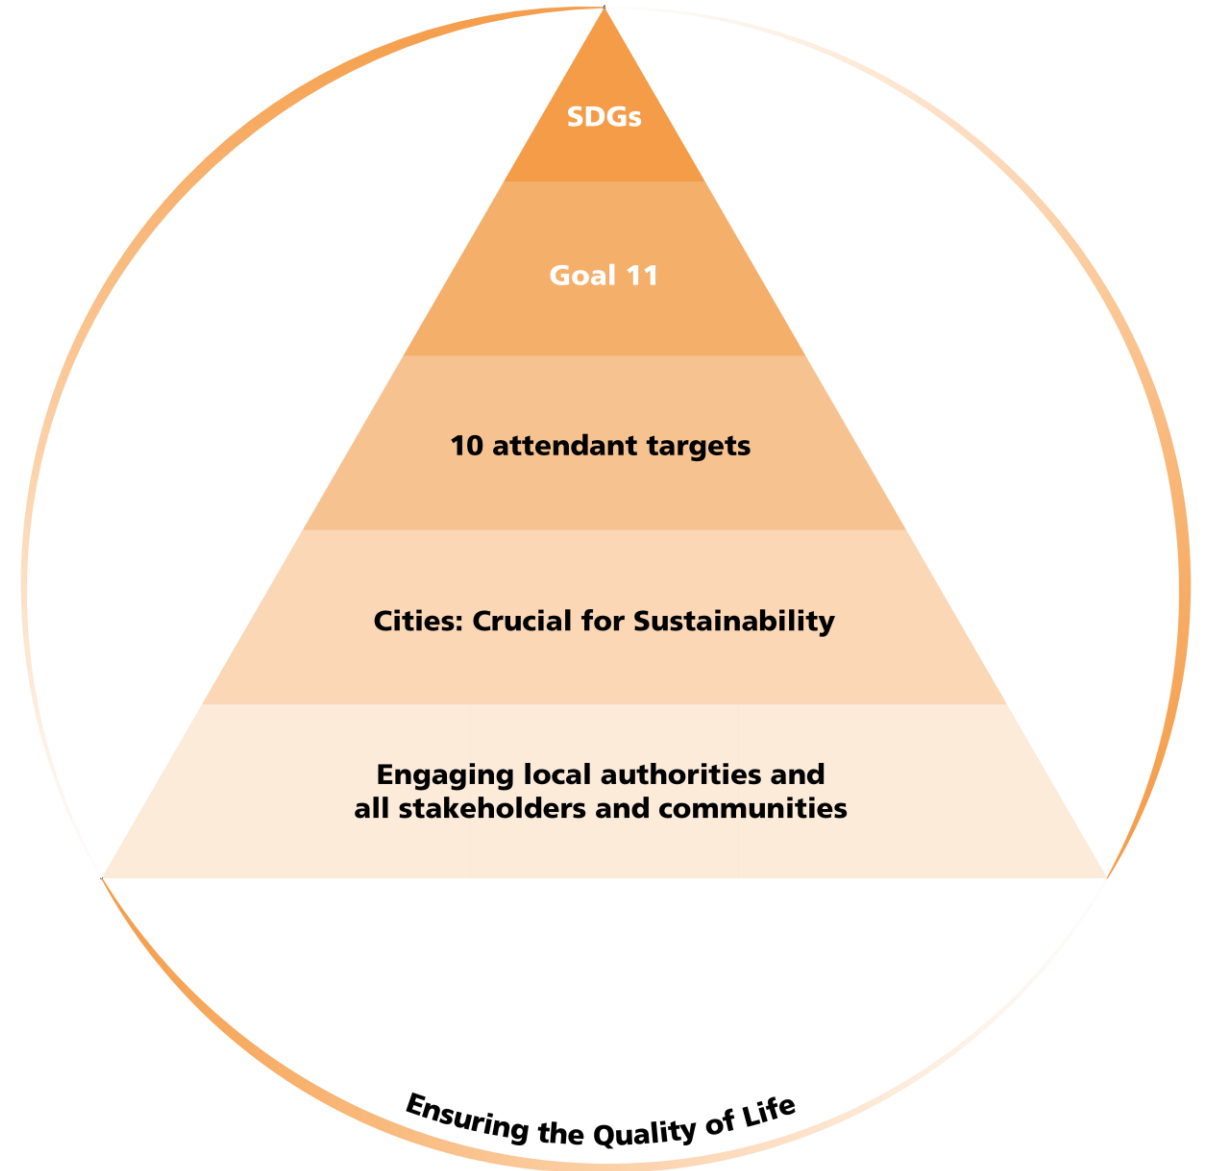 SDGs
Goal 11
10 attendant targets
Cities: Crucial for Sustainability
Engaging local authorities and
all stakeholders and communities
Ensuring the Quality of Life